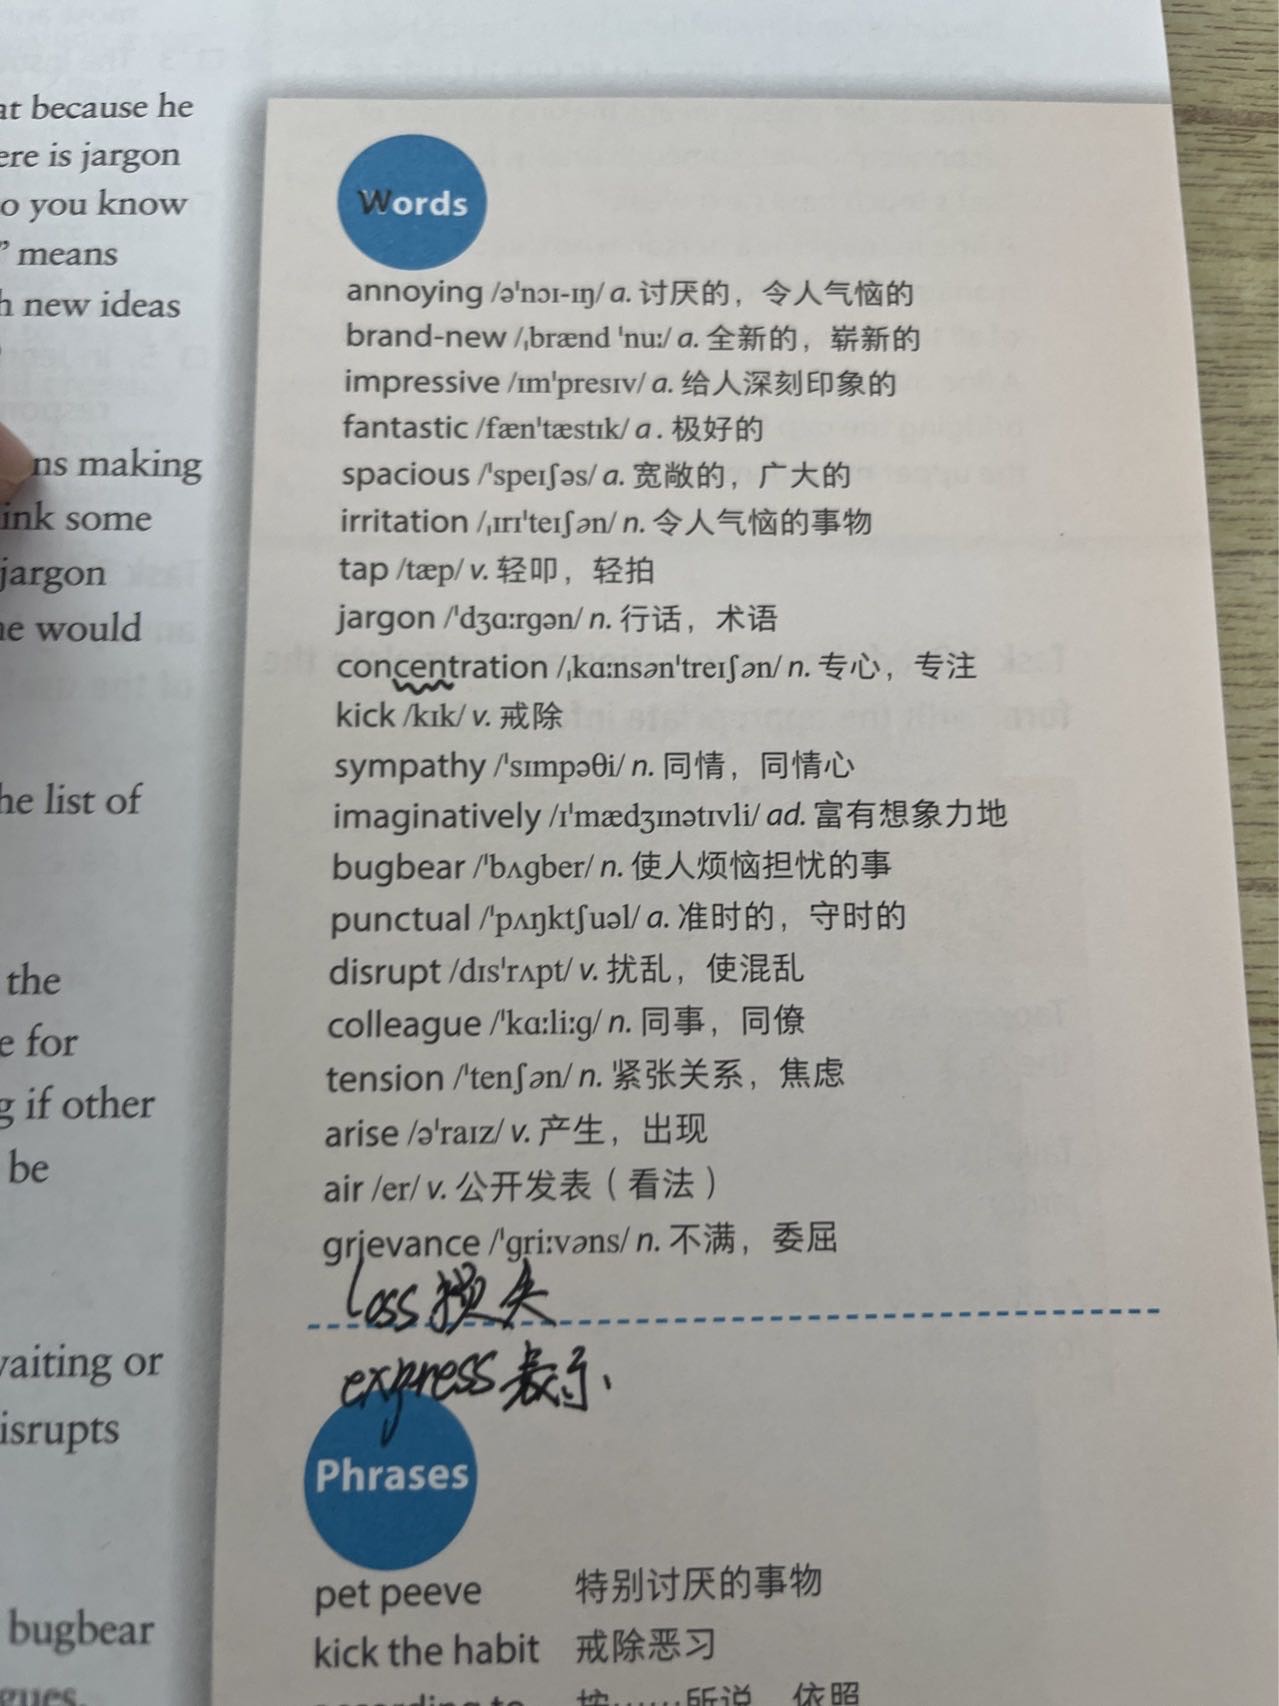 at because he
ere is jargon
o you know
” means
h new ideas
ns making
ink some
jargon
he would
he list of
the
e for
g if other
be
vaiting or
isrupts
bugbear
gues.
Words
annoying /ə'nɔɪ-ɪŋ/ a. 讨厌的，令人气恼的
brand-new /ˌbrænd 'nuː/ a. 全新的，崭新的
impressive /ɪm'presɪv/ a. 给人深刻印象的
fantastic /fæn'tæstɪk/ a. 极好的
spacious /'speɪʃəs/ a. 宽敞的，广大的
irritation /ˌɪrɪ'teɪʃən/ n. 令人气恼的事物
tap /tæp/ v. 轻叩，轻拍
jargon /'dʒɑːrgən/ n. 行话，术语
concentration /ˌkɑːnsən'treɪʃən/ n. 专心，专注
kick /kɪk/ v. 戒除
sympathy /'sɪmpəθi/ n. 同情，同情心
imaginatively /ɪ'mædʒɪnətɪvli/ ad. 富有想象力地
bugbear /'bʌgber/ n. 使人烦恼担忧的事
punctual /'pʌŋktʃuəl/ a. 准时的，守时的
disrupt /dɪs'rʌpt/ v. 扰乱，使混乱
colleague /'kɑːliːg/ n. 同事，同僚
tension /'tenʃən/ n. 紧张关系，焦虑
arise /ə'raɪz/ v. 产生，出现
air /er/ v. 公开发表（看法）
grievance /'griːvəns/ n. 不满，委屈
loss 损失
express 表示、
Phrases
pet peeve 特别讨厌的事物
kick the habit 戒除恶习
according to 按……所说，依照